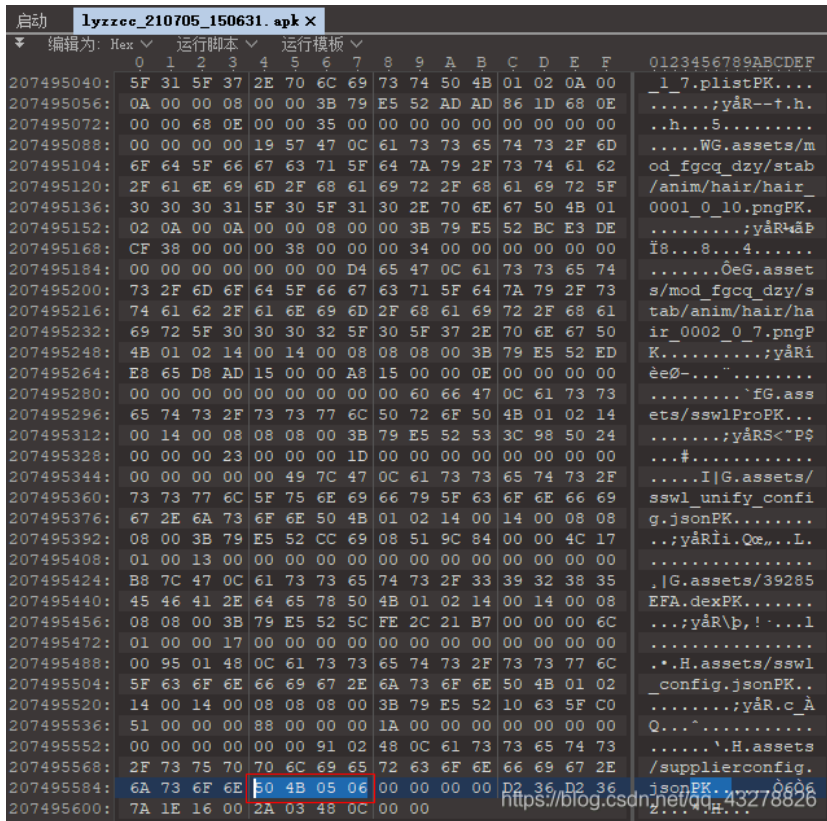 启动 lyzzcc_210705_150631.apk ×
编辑为: Hex 运行脚本 运行模板
0 1 2 3 4 5 6 7 8 9 A B C D E F 0123456789ABCDEF
207495040: 5F 31 5F 37 2E 70 6C 69 73 74 50 4B 01 02 0A 00 _1_7.plistPK....
207495056: 0A 00 00 08 00 00 3B 79 E5 52 AD AD 86 1D 68 0E ......;yåR--†.h.
207495072: 00 00 68 0E 00 00 35 00 00 00 00 00 00 00 00 00 ..h...5.........
207495088: 00 00 00 00 19 57 47 0C 61 73 73 65 74 73 2F 6D .....WG.assets/m
207495104: 6F 64 5F 66 67 63 71 5F 64 7A 79 2F 73 74 61 62 od_fgcq_dzy/stab
207495120: 2F 61 6E 69 6D 2F 68 61 69 72 2F 68 61 69 72 5F /anim/hair/hair_
207495136: 30 30 30 31 5F 30 5F 31 30 2E 70 6E 67 50 4B 01 0001_0_10.pngPK.
207495152: 02 0A 00 0A 00 00 08 00 00 3B 79 E5 52 BC E3 DE .........;yåR¼ãÞ
207495168: CF 38 00 00 00 38 00 00 00 34 00 00 00 00 00 00 Ï8...8...4......
207495184: 00 00 00 00 00 00 00 D4 65 47 0C 61 73 73 65 74 .......ÔeG.asset
207495200: 73 2F 6D 6F 64 5F 66 67 63 71 5F 64 7A 79 2F 73 s/mod_fgcq_dzy/s
207495216: 74 61 62 2F 61 6E 69 6D 2F 68 61 69 72 2F 68 61 tab/anim/hair/ha
207495232: 69 72 5F 30 30 30 32 5F 30 5F 37 2E 70 6E 67 50 ir_0002_0_7.pngP
207495248: 4B 01 02 14 00 14 00 08 08 08 00 3B 79 E5 52 ED K..........;yåRí
207495264: E8 65 D8 AD 15 00 00 A8 15 00 00 0E 00 00 00 00 èeØ-...¨........
207495280: 00 00 00 00 00 00 00 00 00 60 66 47 0C 61 73 73 .........`fG.ass
207495296: 65 74 73 2F 73 73 77 6C 50 72 6F 50 4B 01 02 14 ets/sswlProPK...
207495312: 00 14 00 08 08 08 00 3B 79 E5 52 53 3C 98 50 24 .......;yåRS<˜P$
207495328: 00 00 00 23 00 00 00 1D 00 00 00 00 00 00 00 00 ...#............
207495344: 00 00 00 00 00 49 7C 47 0C 61 73 73 65 74 73 2F .....I|G.assets/
207495360: 73 73 77 6C 5F 75 6E 69 66 79 5F 63 6F 6E 66 69 sswl_unify_confi
207495376: 67 2E 6A 73 6F 6E 50 4B 01 02 14 00 14 00 08 08 g.jsonPK........
207495392: 08 00 3B 79 E5 52 CC 69 08 51 9C 84 00 00 4C 17 ..;yåRÌi.Qœ„..L.
207495408: 01 00 13 00 00 00 00 00 00 00 00 00 00 00 00 00 ................
207495424: B8 7C 47 0C 61 73 73 65 74 73 2F 33 39 32 38 35 ¸|G.assets/39285
207495440: 45 46 41 2E 64 65 78 50 4B 01 02 14 00 14 00 08 EFA.dexPK.......
207495456: 08 08 00 3B 79 E5 52 5C FE 2C 21 B7 00 00 00 6C ...;yåR\þ,!·...l
207495472: 01 00 00 17 00 00 00 00 00 00 00 00 00 00 00 00 ................
207495488: 00 95 01 48 0C 61 73 73 65 74 73 2F 73 73 77 6C .•.H.assets/sswl
207495504: 5F 63 6F 6E 66 69 67 2E 6A 73 6F 6E 50 4B 01 02 _config.jsonPK..
207495520: 14 00 14 00 08 08 08 00 3B 79 E5 52 10 63 5F C0 ........;yåR.c_À
207495536: 51 00 00 00 88 00 00 00 1A 00 00 00 00 00 00 00 Q...ˆ...........
207495552: 00 00 00 00 00 00 91 02 48 0C 61 73 73 65 74 73 ......‘.H.assets
207495568: 2F 73 75 70 70 6C 69 65 72 63 6F 6E 66 69 67 2E /supplierconfig.
207495584: 6A 73 6F 6E 50 4B 05 06 00 00 00 00 D2 36 D2 36 jsonPK......Ò6Ò6
207495600: 7A 1E 16 00 2A 03 48 0C 00 00 z...*.H...
https://blog.csdn.net/qq_43278826